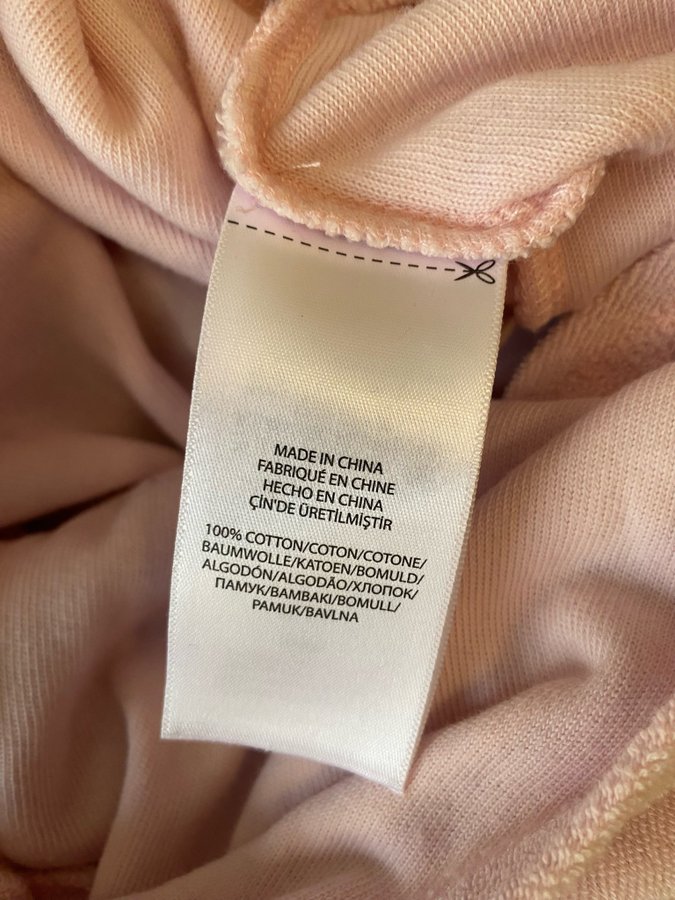 MADE IN CHINA
FABRIQUÉ EN CHINE
HECHO EN CHINA
ÇİN'DE ÜRETİLMİŞTİR
100% COTTON/COTON/COTONE/
BAUMWOLLE/KATOEN/BOMULD/
ALGODÓN/ALGODÃO/ХЛОПОК/
ПАМУК/BAMBAKI/BOMULL/
PAMUK/BAVLNA